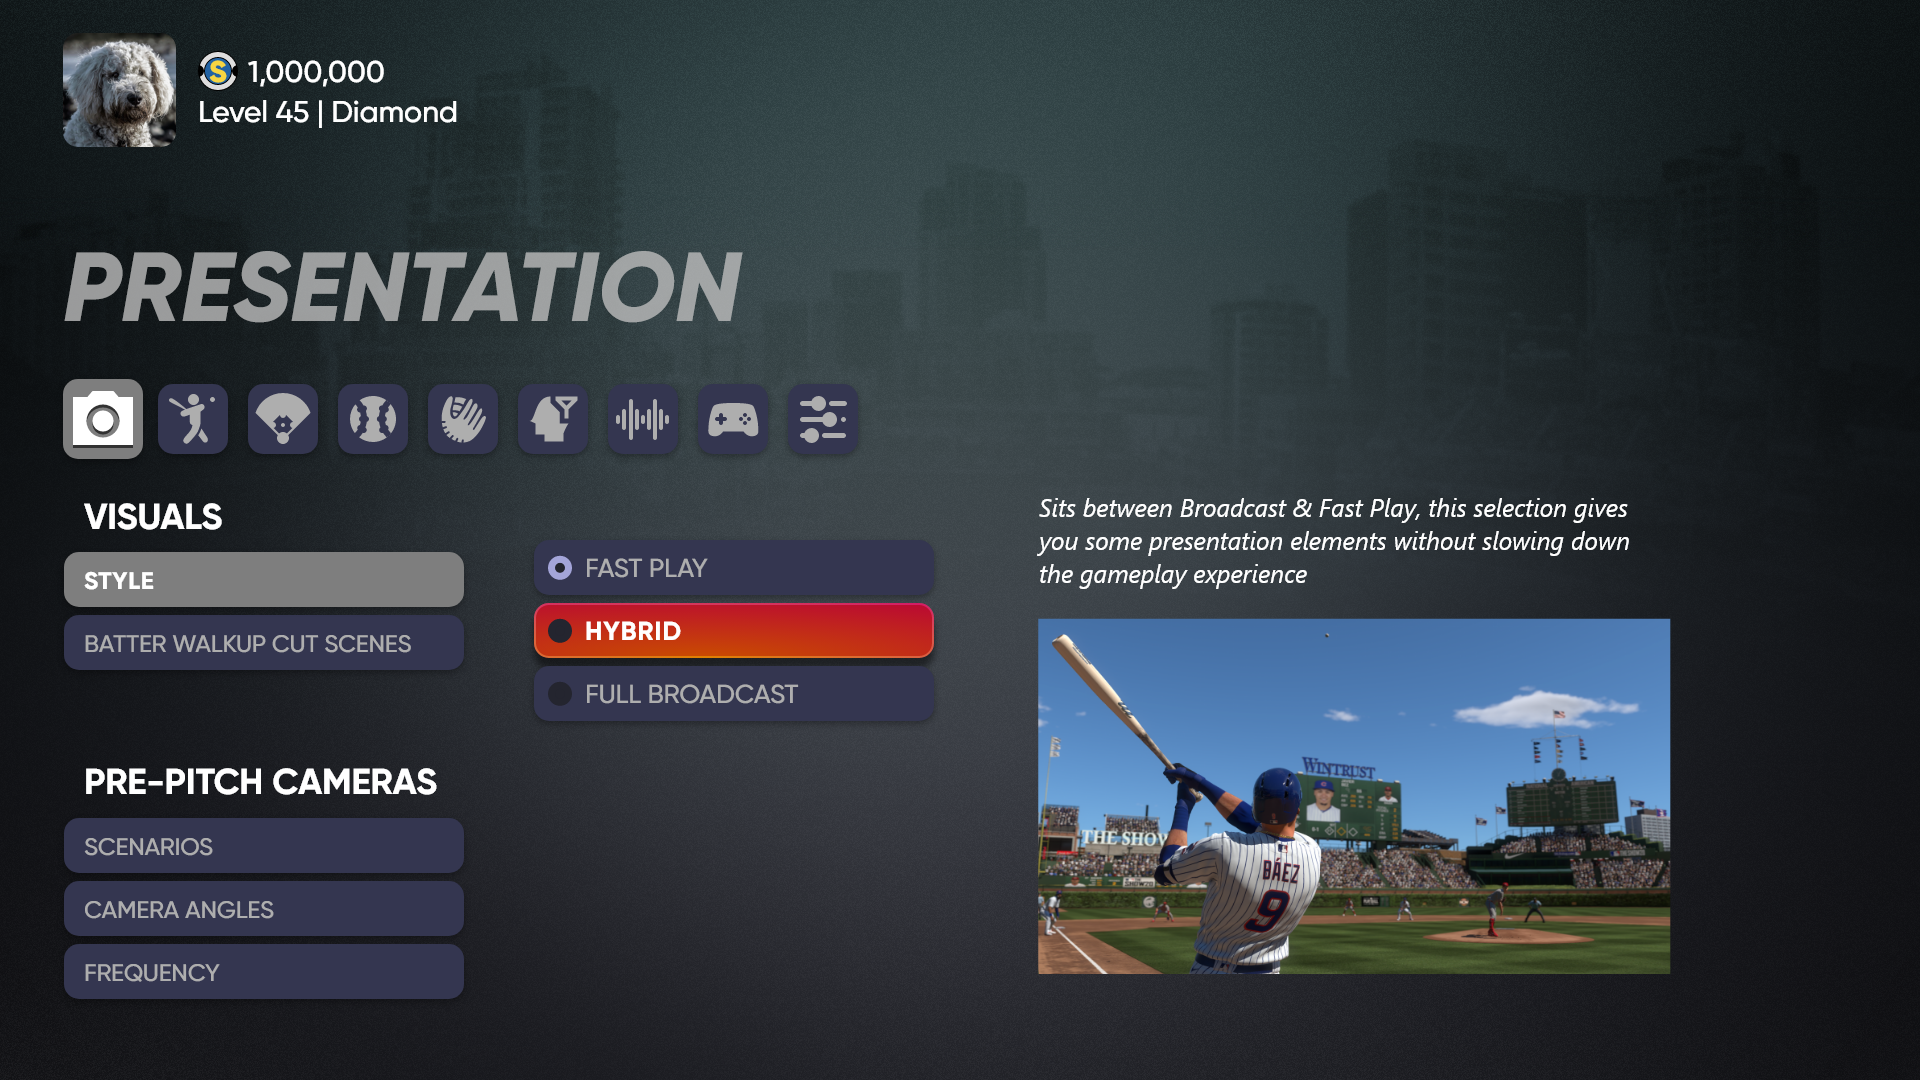 S 1,000,000
Level 45 | Diamond
PRESENTATION
VISUALS
STYLE
BATTER WALKUP CUT SCENES
FAST PLAY
HYBRID
FULL BROADCAST
PRE-PITCH CAMERAS
SCENARIOS
CAMERA ANGLES
FREQUENCY
Sits between Broadcast & Fast Play, this selection gives
you some presentation elements without slowing down
the gameplay experience
WINTRUST
THE SHOW
BÁEZ
9